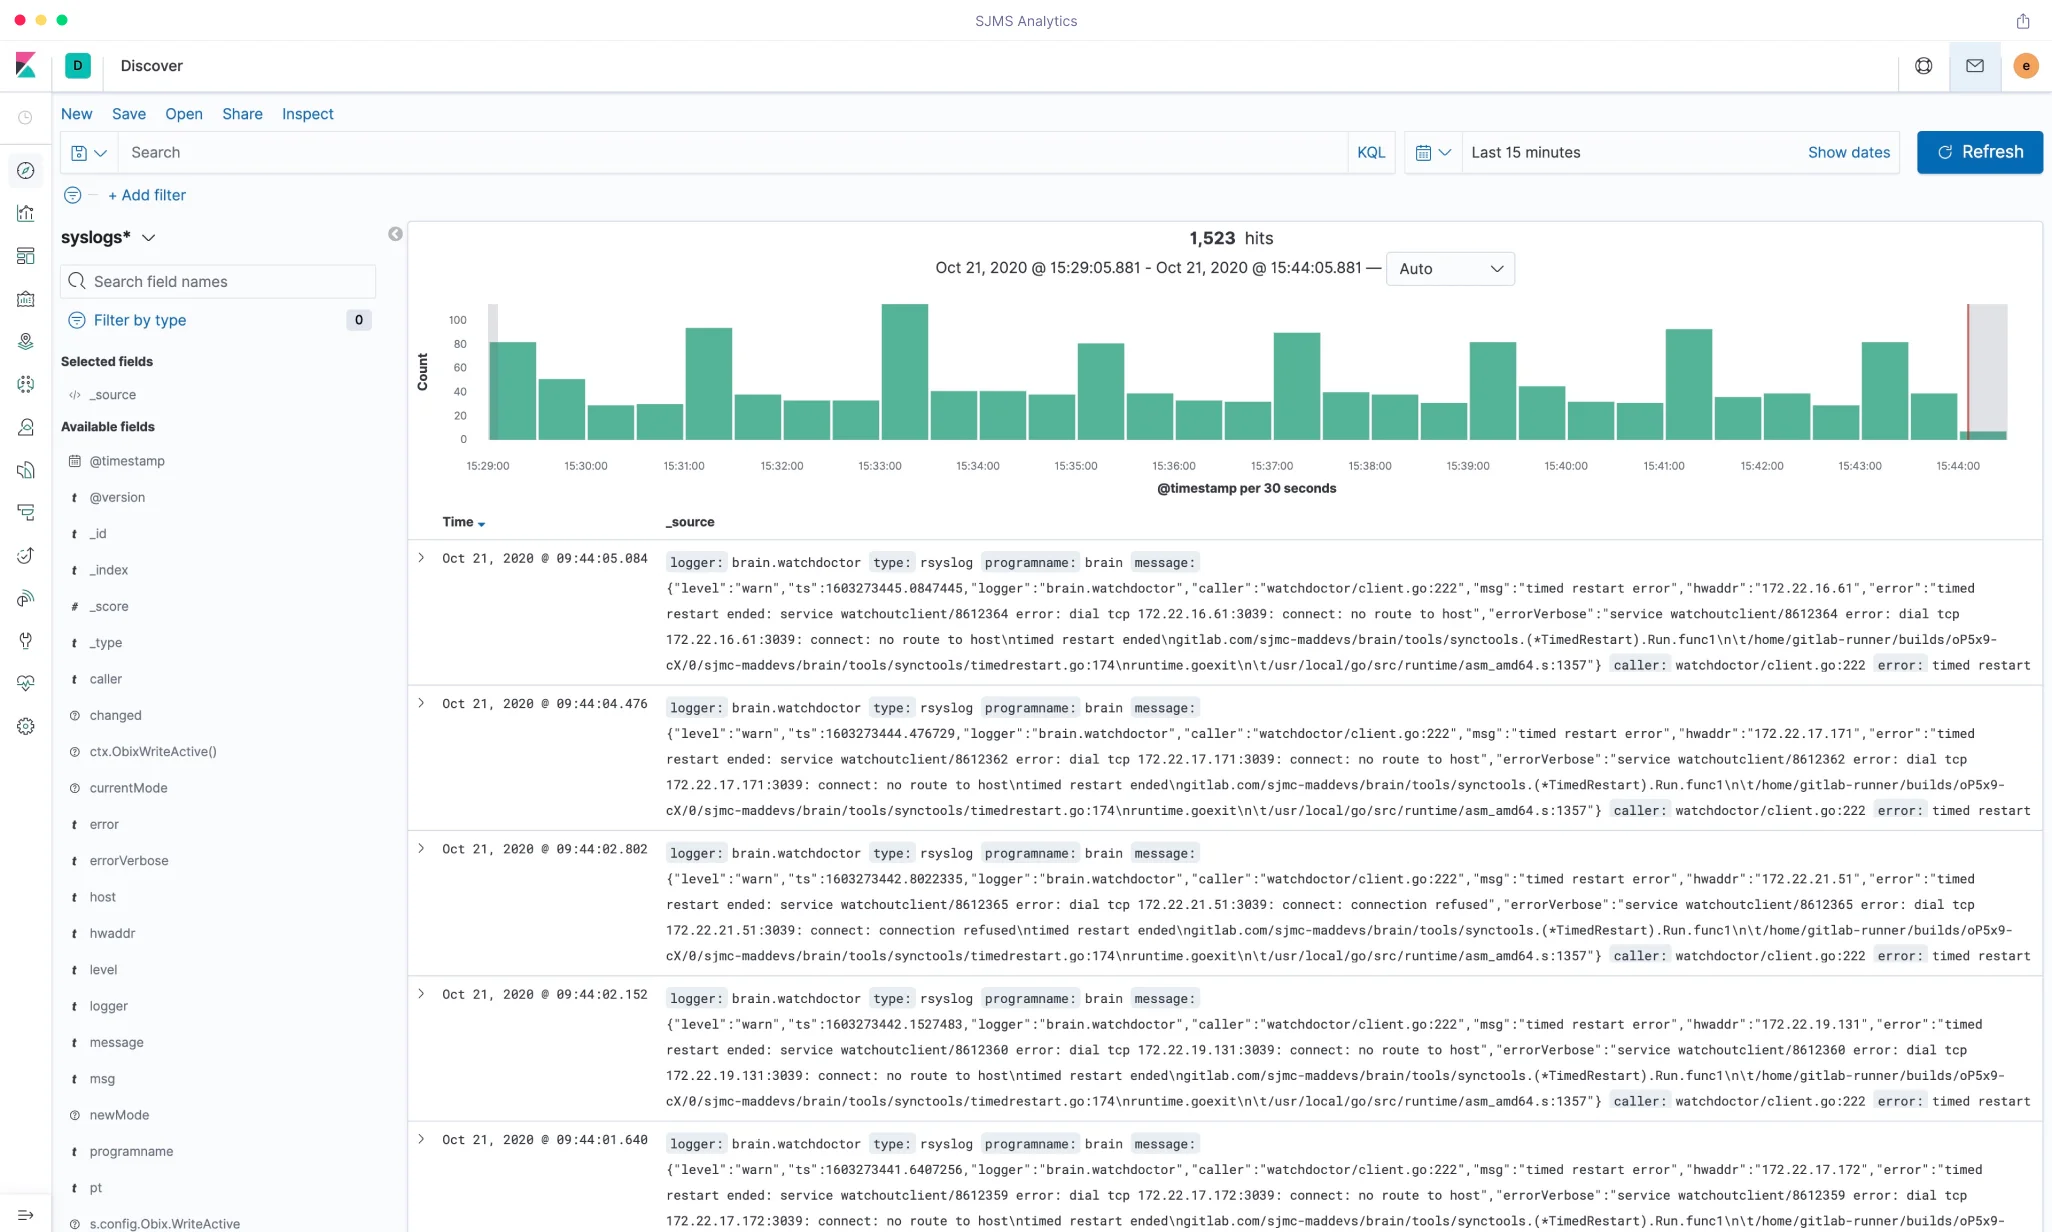 SJMS Analytics
D Discover
e
New Save Open Share Inspect
Search KQL Last 15 minutes Show dates Refresh
+ Add filter
syslogs*
Search field names
Filter by type 0
Selected fields
_source
Available fields
@timestamp
t @version
t _id
t _index
# _score
t _type
t caller
changed
ctx.ObixWriteActive()
currentMode
t error
t errorVerbose
t host
t hwaddr
t level
t logger
t message
t msg
newMode
t programname
t pt
s.config.Obix.WriteActive
1,523 hits
Oct 21, 2020 @ 15:29:05.881 - Oct 21, 2020 @ 15:44:05.881 — Auto
Count
100
80
60
40
20
0
15:29:00 15:30:00 15:31:00 15:32:00 15:33:00 15:34:00 15:35:00 15:36:00 15:37:00 15:38:00 15:39:00 15:40:00 15:41:00 15:42:00 15:43:00 15:44:00
@timestamp per 30 seconds
Time _source
Oct 21, 2020 @ 09:44:05.084 logger: brain.watchdoctor type: rsyslog programname: brain message:
{"level":"warn","ts":1603273445.0847445,"logger":"brain.watchdoctor","caller":"watchdoctor/client.go:222","msg":"timed restart error","hwaddr":"172.22.16.61","error":"timed
restart ended: service watchoutclient/8612364 error: dial tcp 172.22.16.61:3039: connect: no route to host","errorVerbose":"service watchoutclient/8612364 error: dial tcp
172.22.16.61:3039: connect: no route to host\ntimed restart ended\ngitlab.com/sjmc-maddevs/brain/tools/synctools.(*TimedRestart).Run.func1\n\t/home/gitlab-runner/builds/oP5x9-
cX/0/sjmc-maddevs/brain/tools/synctools/timedrestart.go:174\nruntime.goexit\n\t/usr/local/go/src/runtime/asm_amd64.s:1357"} caller: watchdoctor/client.go:222 error: timed restart
Oct 21, 2020 @ 09:44:04.476 logger: brain.watchdoctor type: rsyslog programname: brain message:
{"level":"warn","ts":1603273444.476729,"logger":"brain.watchdoctor","caller":"watchdoctor/client.go:222","msg":"timed restart error","hwaddr":"172.22.17.171","error":"timed
restart ended: service watchoutclient/8612362 error: dial tcp 172.22.17.171:3039: connect: no route to host","errorVerbose":"service watchoutclient/8612362 error: dial tcp
172.22.17.171:3039: connect: no route to host\ntimed restart ended\ngitlab.com/sjmc-maddevs/brain/tools/synctools.(*TimedRestart).Run.func1\n\t/home/gitlab-runner/builds/oP5x9-
cX/0/sjmc-maddevs/brain/tools/synctools/timedrestart.go:174\nruntime.goexit\n\t/usr/local/go/src/runtime/asm_amd64.s:1357"} caller: watchdoctor/client.go:222 error: timed restart
Oct 21, 2020 @ 09:44:02.802 logger: brain.watchdoctor type: rsyslog programname: brain message:
{"level":"warn","ts":1603273442.8022335,"logger":"brain.watchdoctor","caller":"watchdoctor/client.go:222","msg":"timed restart error","hwaddr":"172.22.21.51","error":"timed
restart ended: service watchoutclient/8612365 error: dial tcp 172.22.21.51:3039: connect: connection refused","errorVerbose":"service watchoutclient/8612365 error: dial tcp
172.22.21.51:3039: connect: connection refused\ntimed restart ended\ngitlab.com/sjmc-maddevs/brain/tools/synctools.(*TimedRestart).Run.func1\n\t/home/gitlab-runner/builds/oP5x9-
cX/0/sjmc-maddevs/brain/tools/synctools/timedrestart.go:174\nruntime.goexit\n\t/usr/local/go/src/runtime/asm_amd64.s:1357"} caller: watchdoctor/client.go:222 error: timed restart
Oct 21, 2020 @ 09:44:02.152 logger: brain.watchdoctor type: rsyslog programname: brain message:
{"level":"warn","ts":1603273442.1527483,"logger":"brain.watchdoctor","caller":"watchdoctor/client.go:222","msg":"timed restart error","hwaddr":"172.22.19.131","error":"timed
restart ended: service watchoutclient/8612360 error: dial tcp 172.22.19.131:3039: connect: no route to host","errorVerbose":"service watchoutclient/8612360 error: dial tcp
172.22.19.131:3039: connect: no route to host\ntimed restart ended\ngitlab.com/sjmc-maddevs/brain/tools/synctools.(*TimedRestart).Run.func1\n\t/home/gitlab-runner/builds/oP5x9-
cX/0/sjmc-maddevs/brain/tools/synctools/timedrestart.go:174\nruntime.goexit\n\t/usr/local/go/src/runtime/asm_amd64.s:1357"} caller: watchdoctor/client.go:222 error: timed restart
Oct 21, 2020 @ 09:44:01.640 logger: brain.watchdoctor type: rsyslog programname: brain message:
{"level":"warn","ts":1603273441.6407256,"logger":"brain.watchdoctor","caller":"watchdoctor/client.go:222","msg":"timed restart error","hwaddr":"172.22.17.172","error":"timed
restart ended: service watchoutclient/8612359 error: dial tcp 172.22.17.172:3039: connect: no route to host","errorVerbose":"service watchoutclient/8612359 error: dial tcp
172.22.17.172:3039: connect: no route to host\ntimed restart ended\ngitlab.com/sjmc-maddevs/brain/tools/synctools.(*TimedRestart).Run.func1\n\t/home/gitlab-runner/builds/oP5x9-